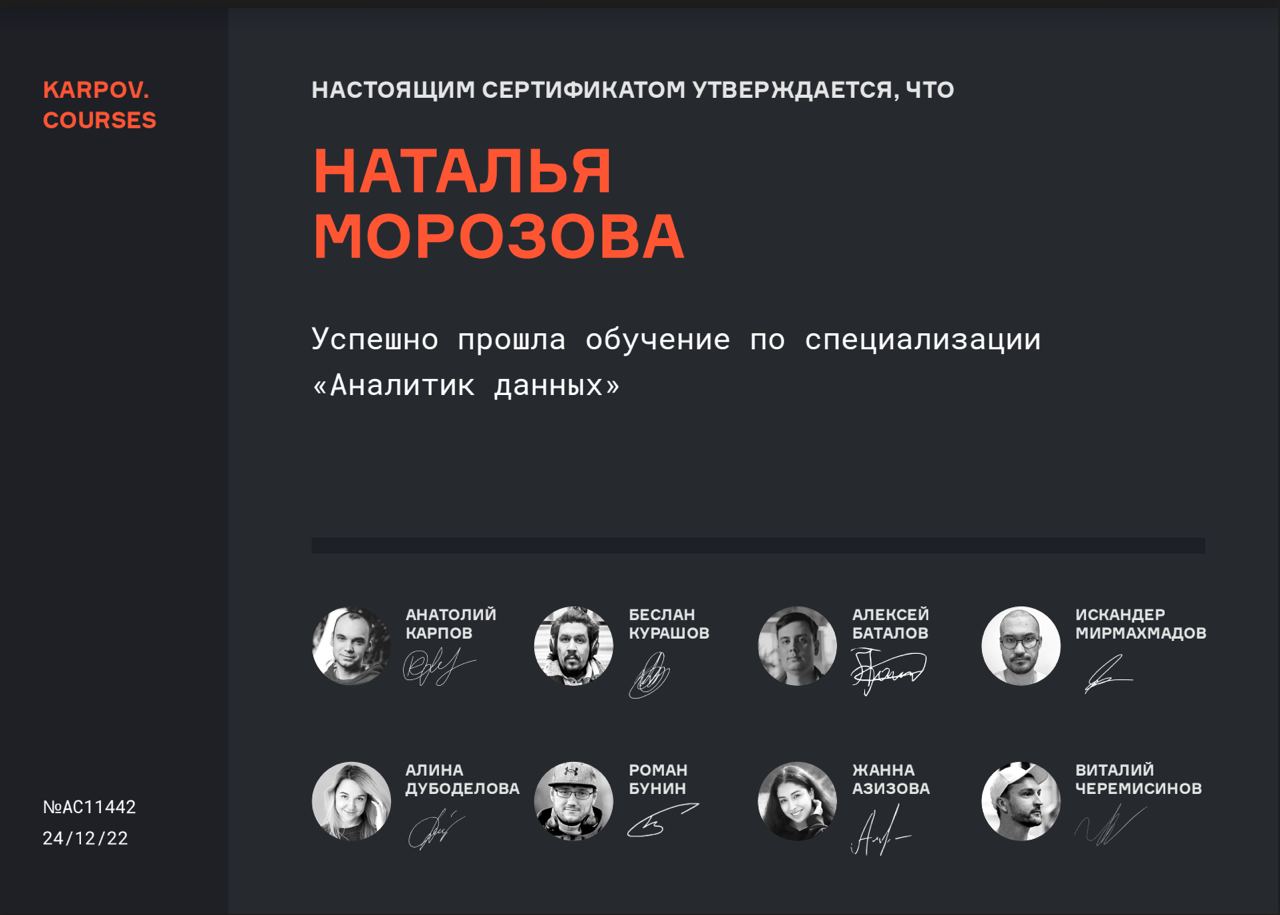 KARPOV.
COURSES
НАСТОЯЩИМ СЕРТИФИКАТОМ УТВЕРЖДАЕТСЯ, ЧТО
НАТАЛЬЯ
МОРОЗОВА
Успешно прошла обучение по специализации
«Аналитик данных»
АНАТОЛИЙ
КАРПОВ
БЕСЛАН
КУРАШОВ
АЛЕКСЕЙ
БАТАЛОВ
ИСКАНДЕР
МИРМАХМАДОВ
АЛИНА
ДУБОДЕЛОВА
РОМАН
БУНИН
ЖАННА
АЗИЗОВА
ВИТАЛИЙ
ЧЕРЕМИСИНОВ
№AC11442
24/12/22